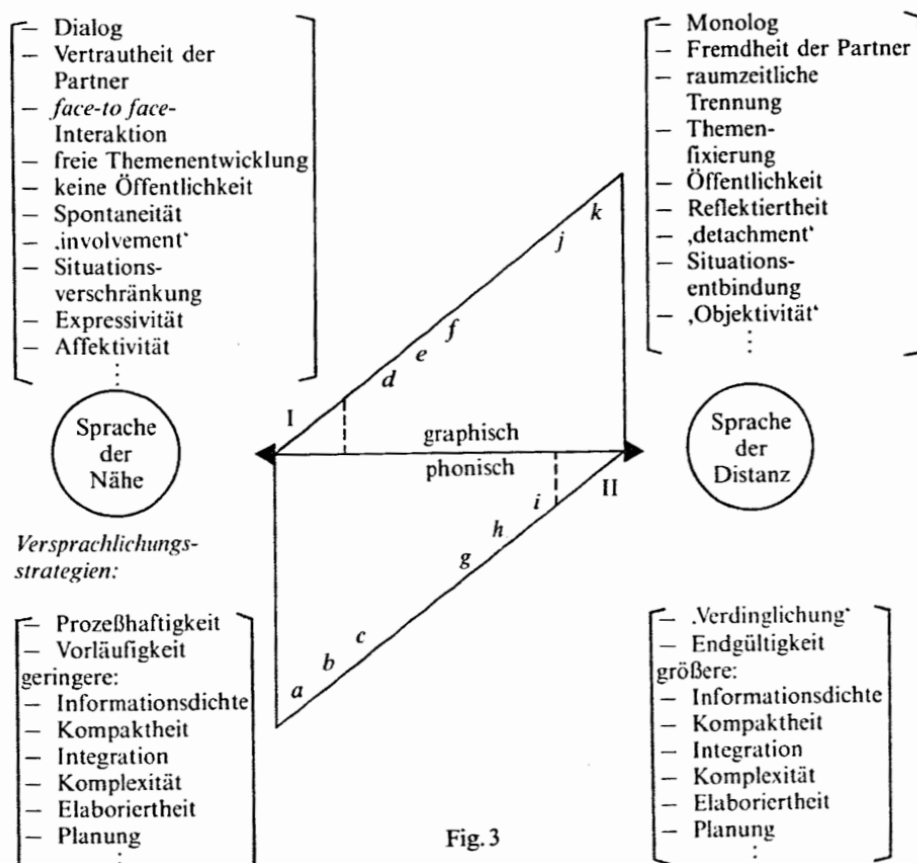 – Dialog
– Vertrautheit der
Partner
– face-to face-
Interaktion
– freie Themenentwicklung
– keine Öffentlichkeit
– Spontaneität
– ‚involvement‘
– Situations-
verschränkung
– Expressivität
– Affektivität
⋮
– Monolog
– Fremdheit der Partner
– raumzeitliche
Trennung
– Themen-
fixierung
– Öffentlichkeit
– Reflektiertheit
– ‚detachment‘
– Situations-
entbindung
– ‚Objektivität‘
⋮
k
j
f
e
d
I
Sprache
der
Nähe
graphisch
phonisch
Sprache
der
Distanz
II
i
h
g
c
b
a
Versprachlichungs-
strategien:
– Prozeßhaftigkeit
– Vorläufigkeit
geringere:
– Informationsdichte
– Kompaktheit
– Integration
– Komplexität
– Elaboriertheit
– Planung
⋮
– ‚Verdinglichung‘
– Endgültigkeit
größere:
– Informationsdichte
– Kompaktheit
– Integration
– Komplexität
– Elaboriertheit
– Planung
⋮
Fig. 3